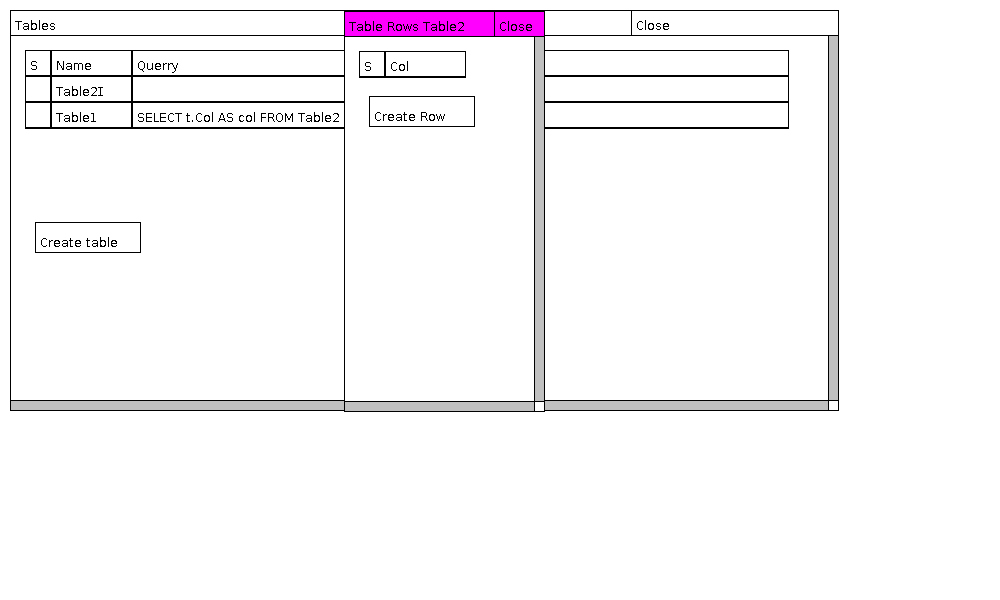 Tables
Table Rows Table2 Close
Close
S Name Querry
S Col
Table2I
Table1 SELECT t.Col AS col FROM Table2
Create Row
Create table